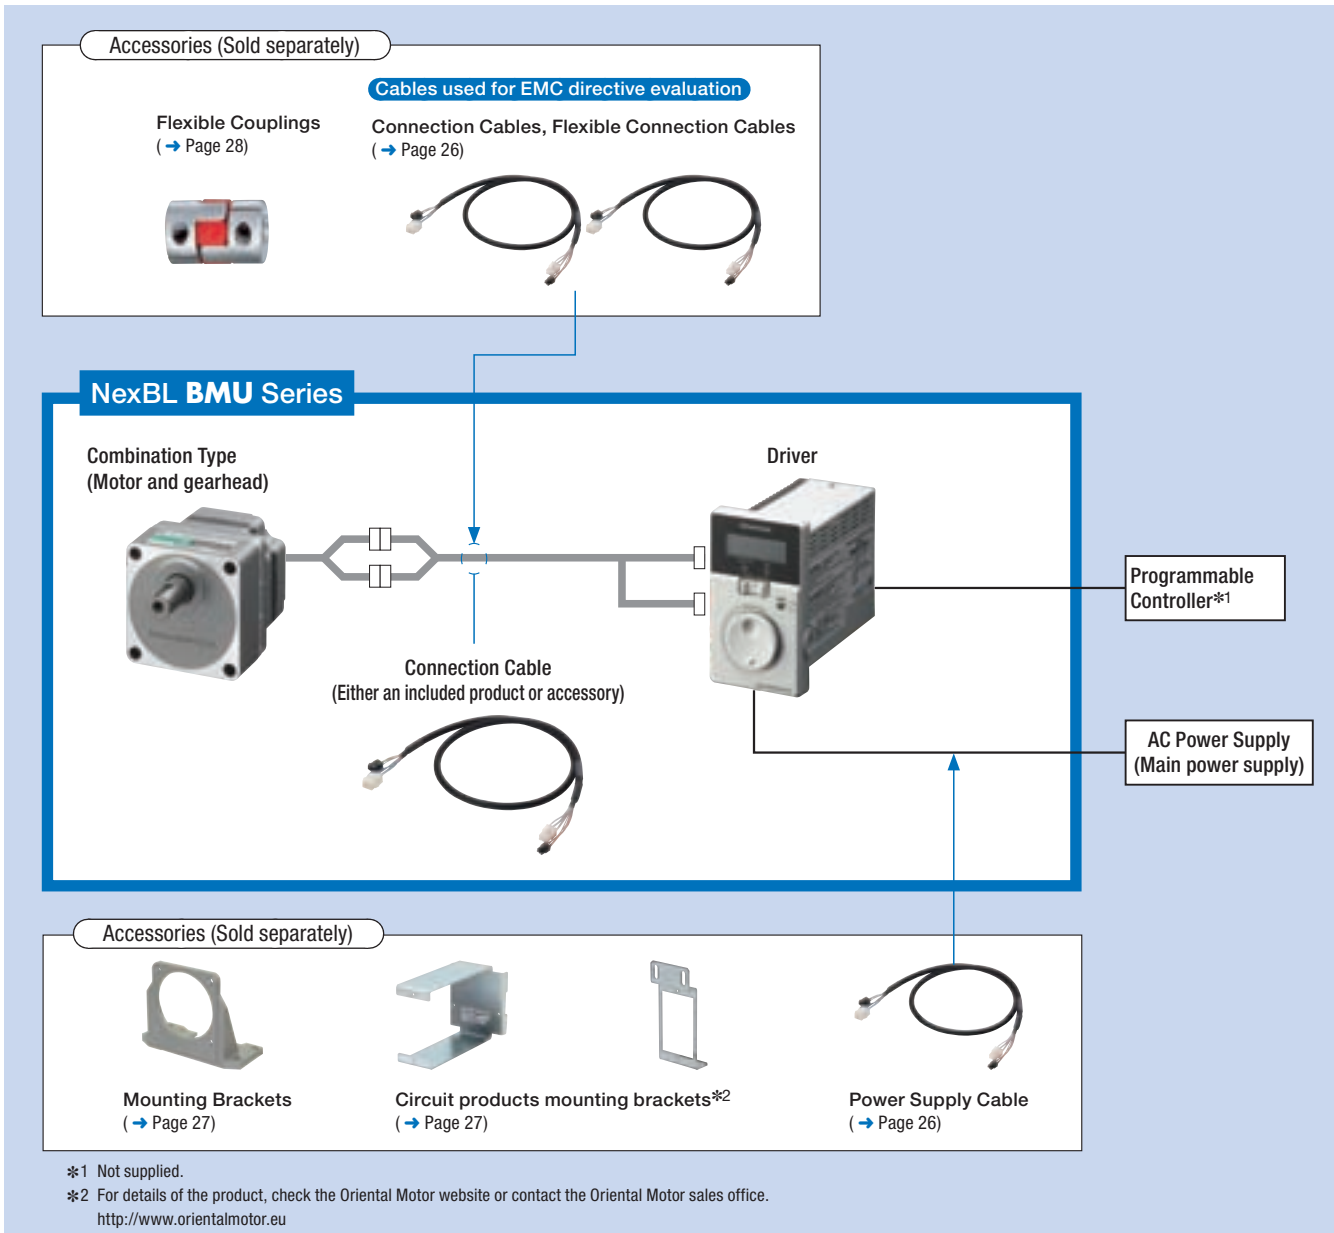 Accessories (Sold separately)
Cables used for EMC directive evaluation
Flexible Couplings
( ➜ Page 28)
Connection Cables, Flexible Connection Cables
( ➜ Page 26)
NexBL BMU Series
Combination Type
(Motor and gearhead)
Driver
Programmable
Controller✽1
Connection Cable
(Either an included product or accessory)
AC Power Supply
(Main power supply)
Accessories (Sold separately)
Mounting Brackets
( ➜ Page 27)
Circuit products mounting brackets✽2
( ➜ Page 27)
Power Supply Cable
( ➜ Page 26)
✽1 Not supplied.
✽2 For details of the product, check the Oriental Motor website or contact the Oriental Motor sales office.
http://www.orientalmotor.eu